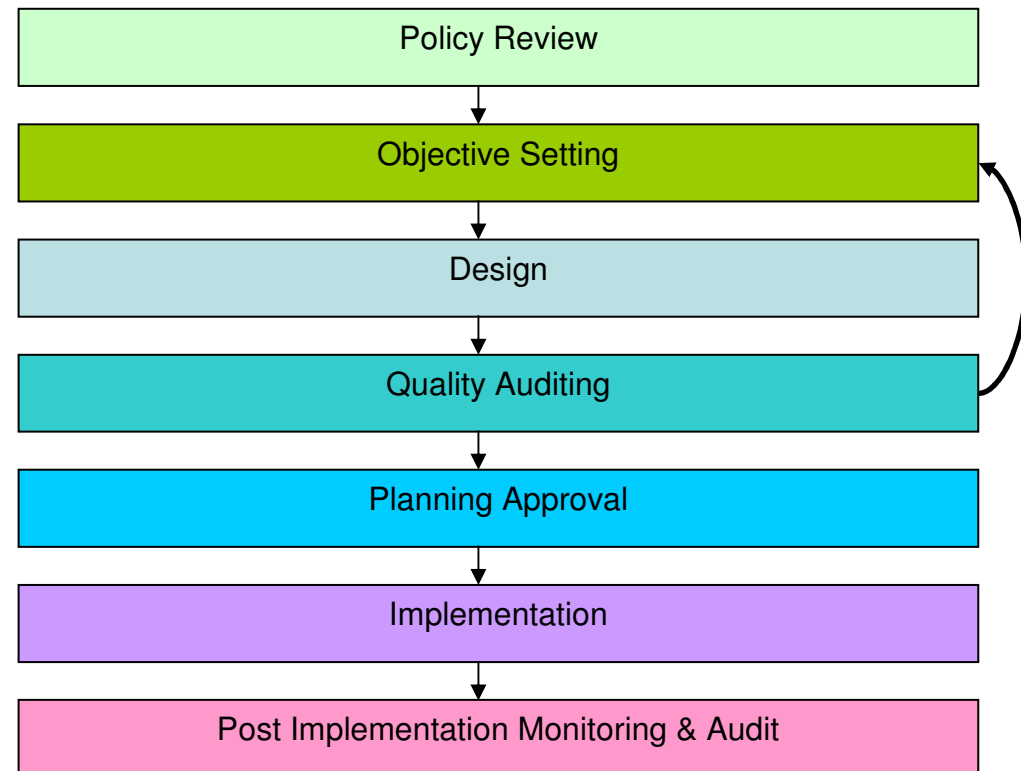 Policy Review
Objective Setting
Design
Quality Auditing
Planning Approval
Implementation
Post Implementation Monitoring & Audit